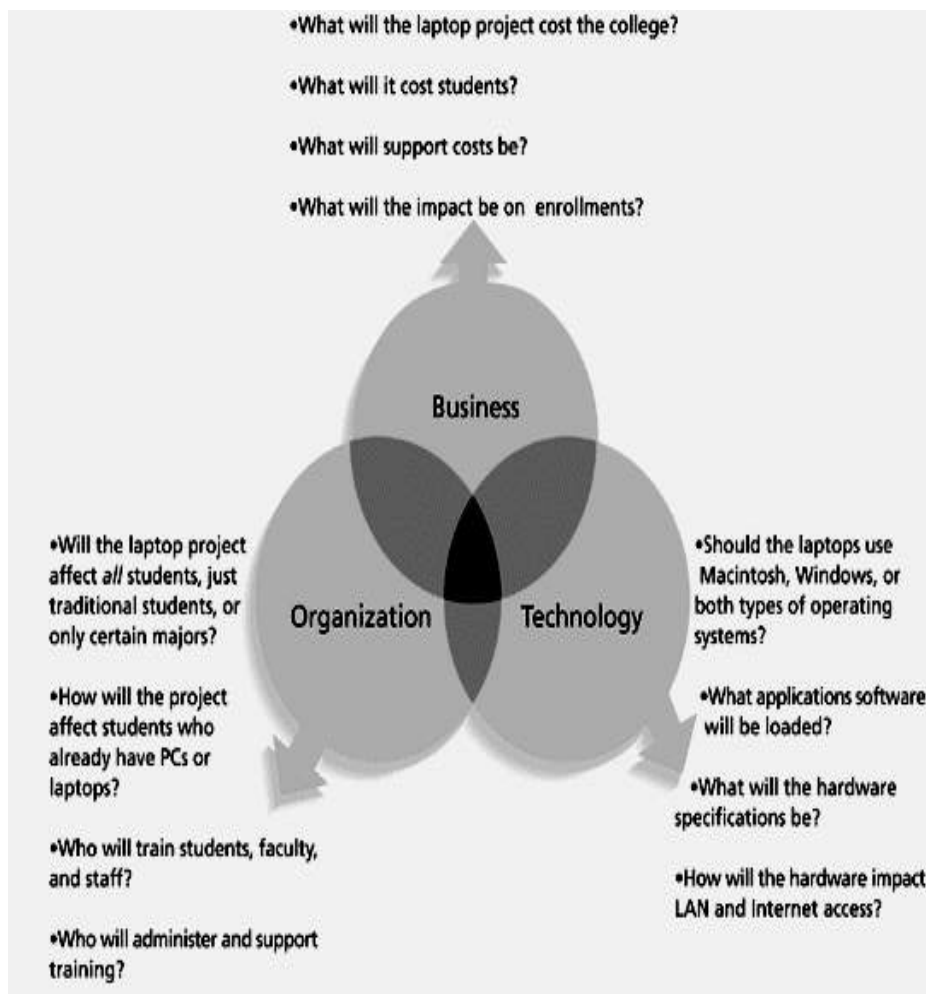 •What will the laptop project cost the college?
•What will it cost students?
•What will support costs be?
•What will the impact be on enrollments?
Business
Organization
Technology
•Will the laptop project
affect all students, just
traditional students, or
only certain majors?
•How will the project
affect students who
already have PCs or
laptops?
•Who will train students, faculty,
and staff?
•Who will administer and support
training?
•Should the laptops use
Macintosh, Windows, or
both types of operating
systems?
•What applications software
will be loaded?
•What will the hardware
specifications be?
•How will the hardware impact
LAN and Internet access?